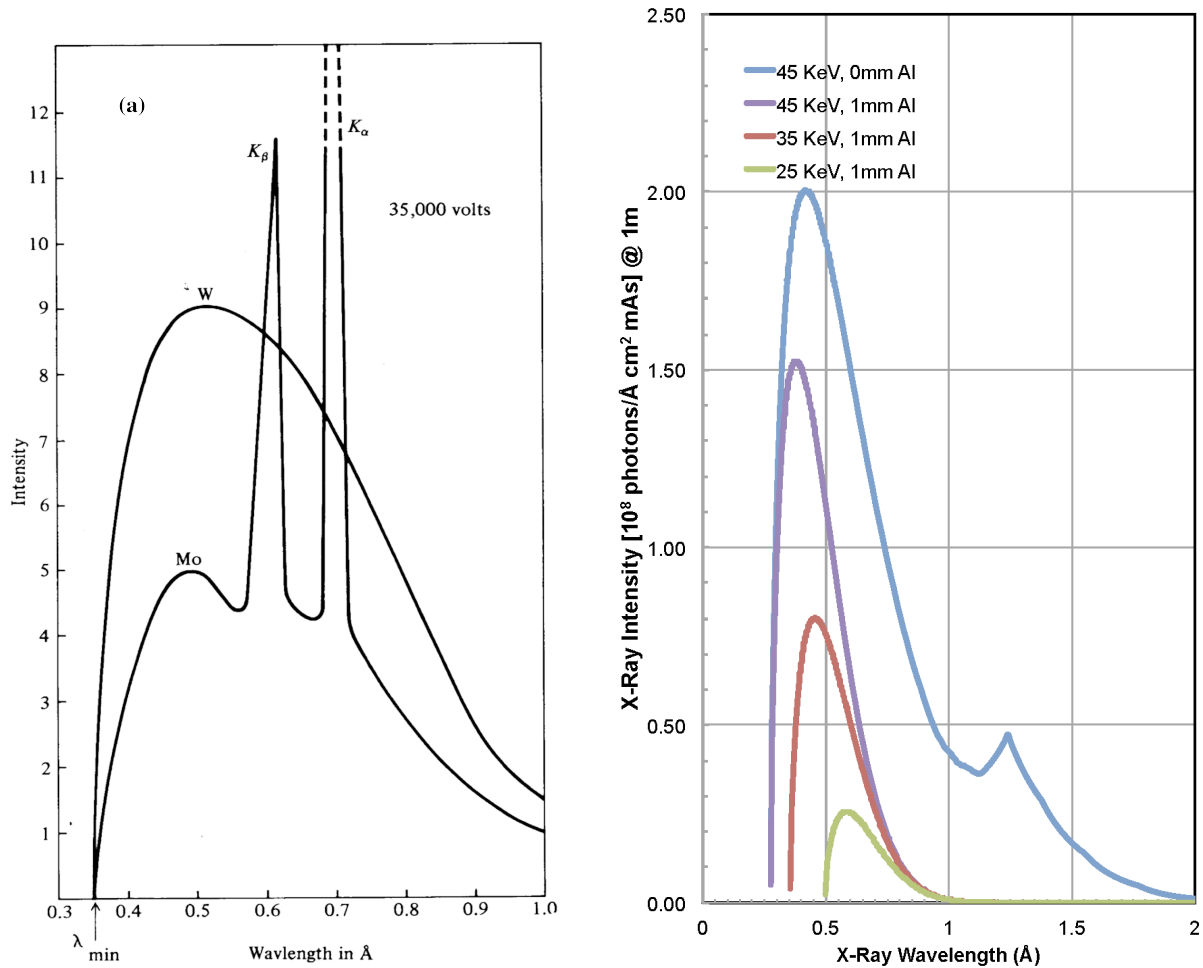 (a)
K_β
K_α
35,000 volts
W
Mo
Intensity
12
11
10
9
8
7
6
5
4
3
2
1
0.3 0.4 0.5 0.6 0.7 0.8 0.9 1.0
λ min
Wavlength in Å
2.50
2.00
1.50
1.00
0.50
0.00
X-Ray Intensity [10⁸ photons/Å cm² mAs] @ 1m
45 KeV, 0mm Al
45 KeV, 1mm Al
35 KeV, 1mm Al
25 KeV, 1mm Al
0 0.5 1 1.5 2
X-Ray Wavelength (Å)